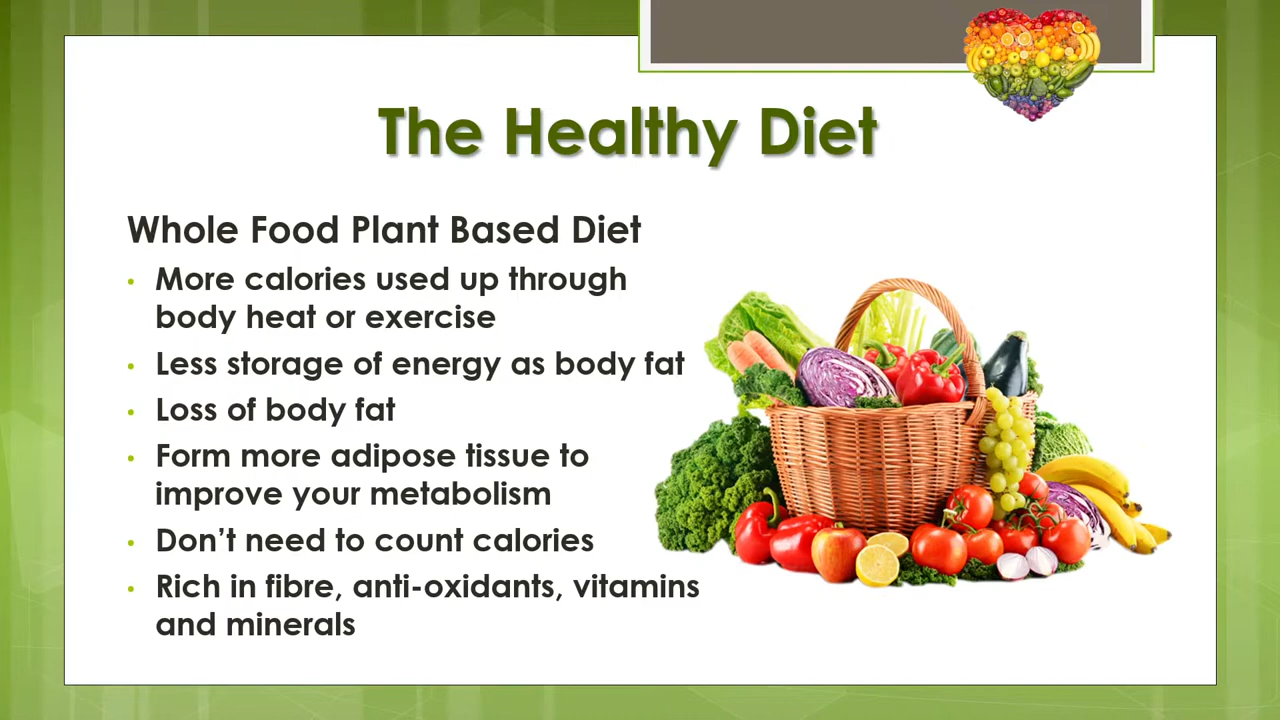 The Healthy Diet
Whole Food Plant Based Diet
• More calories used up through
body heat or exercise
• Less storage of energy as body fat
• Loss of body fat
• Form more adipose tissue to
improve your metabolism
• Don’t need to count calories
• Rich in fibre, anti-oxidants, vitamins
and minerals